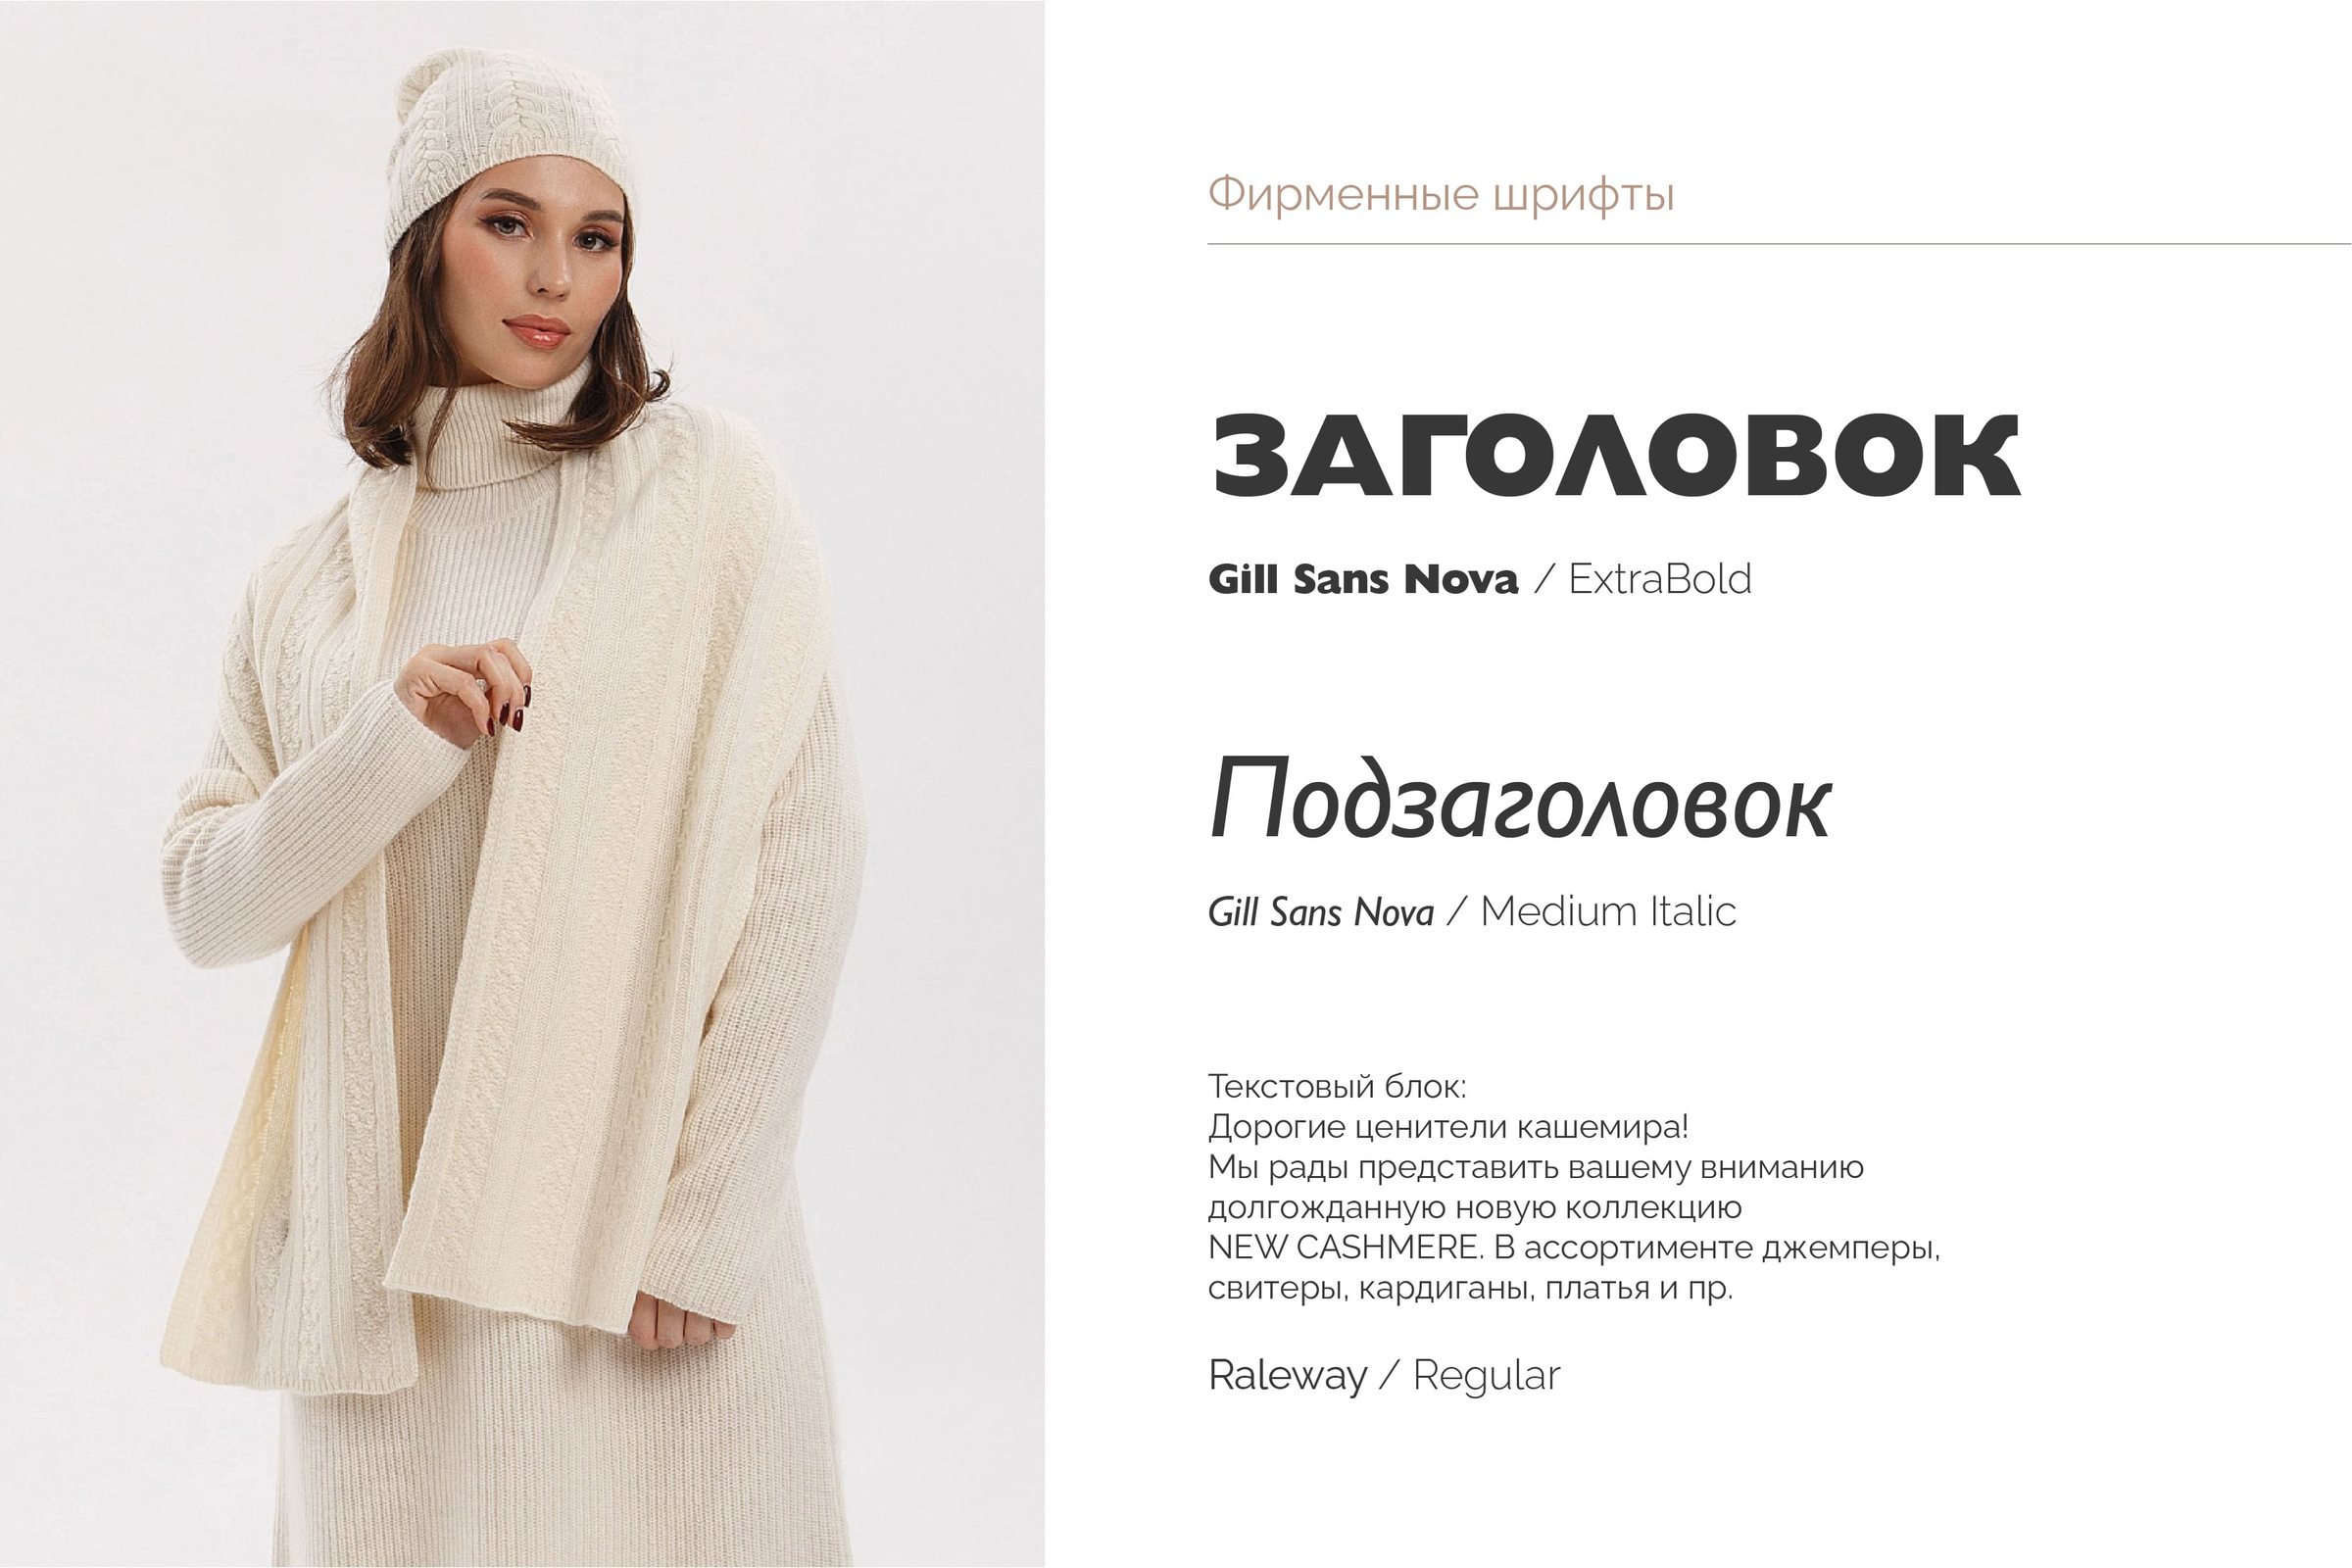 Фирменные шрифты
ЗАГОЛОВОК
Gill Sans Nova / ExtraBold
Подзаголовок
Gill Sans Nova / Medium Italic
Текстовый блок:
Дорогие ценители кашемира!
Мы рады представить вашему вниманию
долгожданную новую коллекцию
NEW CASHMERE. В ассортименте джемперы,
свитеры, кардиганы, платья и пр.
Raleway / Regular